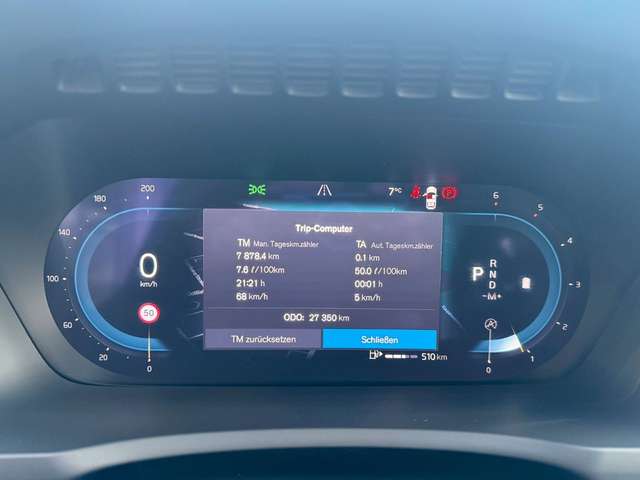 200
180
140
100
60
20
0
0
km/h
50
7°C
Trip-Computer
TM Man. Tageskm.zähler
TA Aut. Tageskm.zähler
7 878.4 km
0.1 km
7.6 ℓ/100km
50.0 ℓ/100km
21:21 h
00:01 h
68 km/h
5 km/h
ODO: 27 350 km
TM zurücksetzen
Schließen
510 km
P
R
N
D
-M+
6
5
4
3
2
1
0